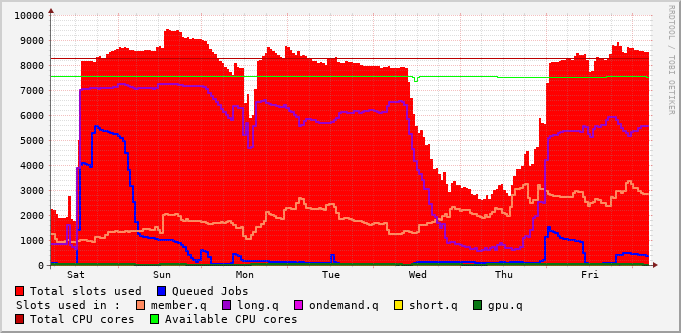 10000
9000
8000
7000
6000
5000
4000
3000
2000
1000
0
Sat Sun Mon Tue Wed Thu Fri
RRDTOOL / TOBI OETIKER
Total slots used Queued Jobs
Slots used in : member.q long.q ondemand.q short.q gpu.q
Total CPU cores Available CPU cores